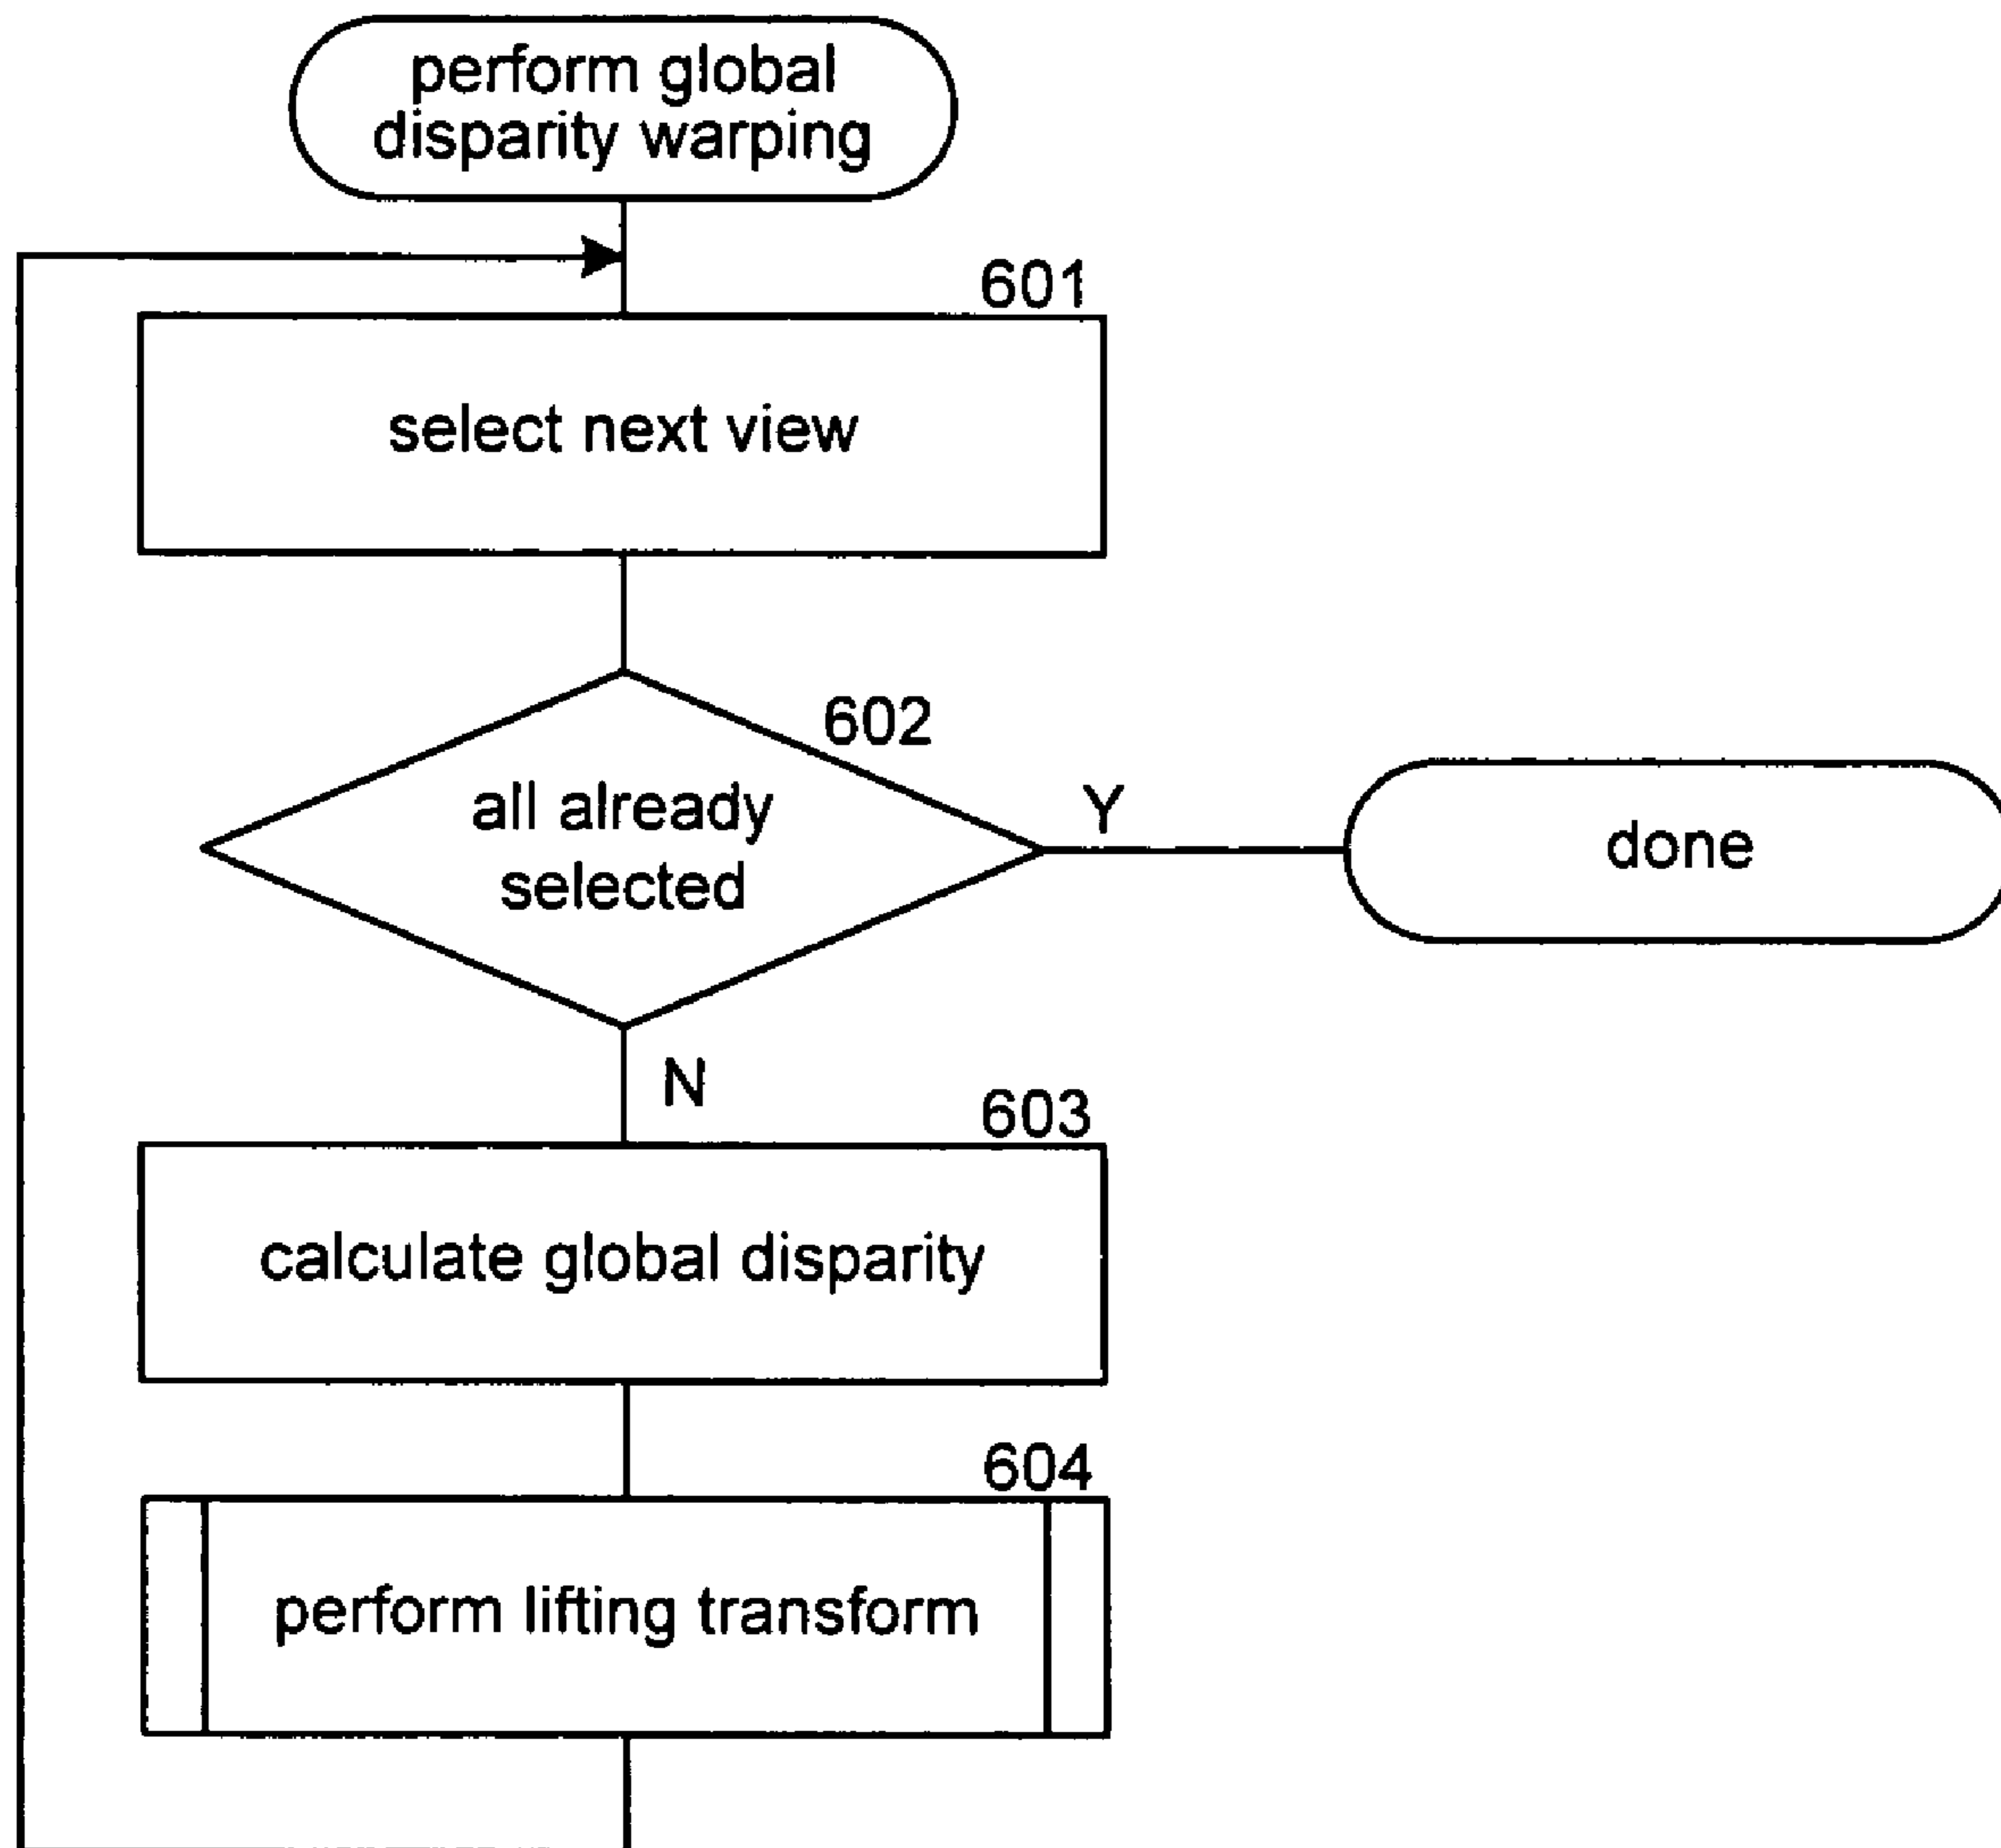 perform global
disparity warping
601
select next view
602
all already
selected
Y
done
N
603
calculate global disparity
604
perform lifting transform